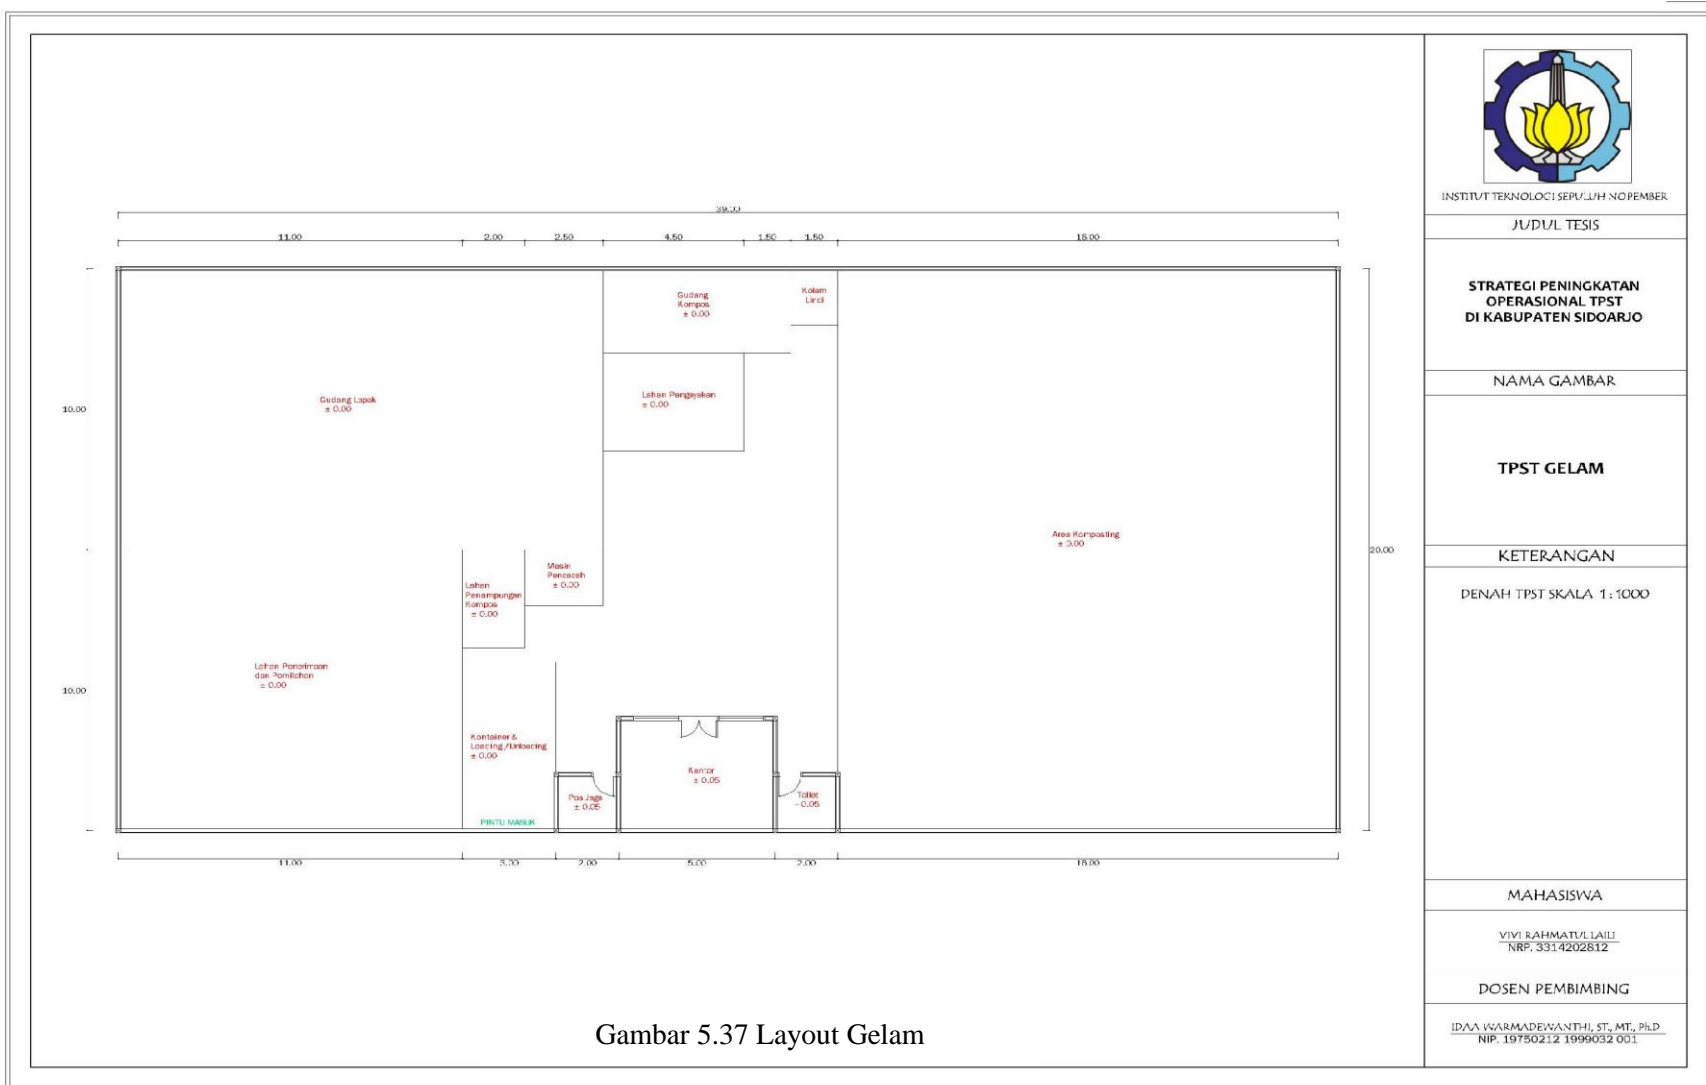 39.00
11.00 2.00 2.50 4.50 1.50 1.50 16.00
Gudang
Kompos
± 0.00
Kolam
Lindi
Gudang Lapak
± 0.00
Lahan Pengayakan
± 0.00
10.00
Area Komposting
± 0.00
20.00
Mesin
Pencacah
± 0.00
Lahan
Penampungan
Kompos
± 0.00
Lahan Penerimaan
dan Pemilahan
± 0.00
10.00
Kontainer &
Loading/Unloading
± 0.00
Kantor
± 0.05
Pos Jaga
± 0.05
Toilet
- 0.05
PINTU MASUK
11.00 3.00 2.00 5.00 2.00 16.00
Gambar 5.37 Layout Gelam
INSTITUT TEKNOLOGI SEPULUH NOPEMBER
JUDUL TESIS
STRATEGI PENINGKATAN
OPERASIONAL TPST
DI KABUPATEN SIDOARJO
NAMA GAMBAR
TPST GELAM
KETERANGAN
DENAH TPST SKALA 1:1000
MAHASISWA
VIVI RAHMATUL LAILI
NRP. 3314202812
DOSEN PEMBIMBING
IDAA WARMADEWANTHI, ST., MT., Ph.D
NIP. 19750212 1999032 001